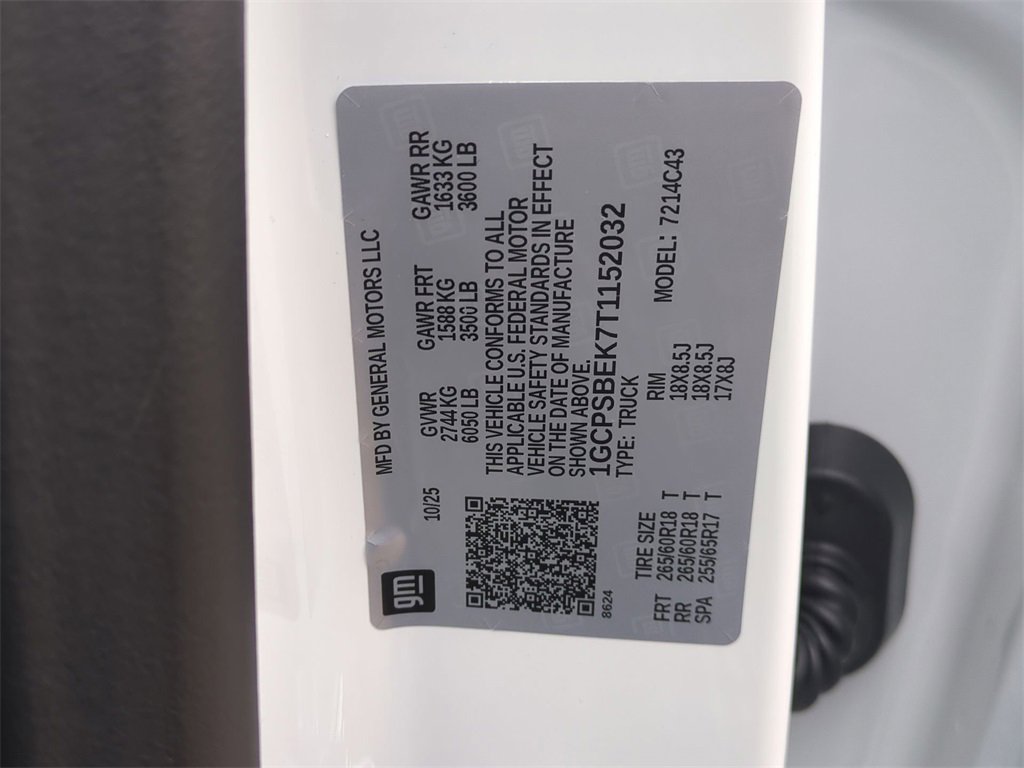 gm
MFD BY GENERAL MOTORS LLC
10/25
GVWR
2744 KG
6050 LB
GAWR FRT
1588 KG
3500 LB
GAWR RR
1633 KG
3600 LB
THIS VEHICLE CONFORMS TO ALL
APPLICABLE U.S. FEDERAL MOTOR
VEHICLE SAFETY STANDARDS IN EFFECT
ON THE DATE OF MANUFACTURE
SHOWN ABOVE.
1GCPSBEK7T1152032
TYPE: TRUCK
MODEL: 7214C43
8624
TIRE SIZE RIM
FRT 265/60R18 T 18X8.5J
RR 265/60R18 T 18X8.5J
SPA 255/65R17 T 17X8J